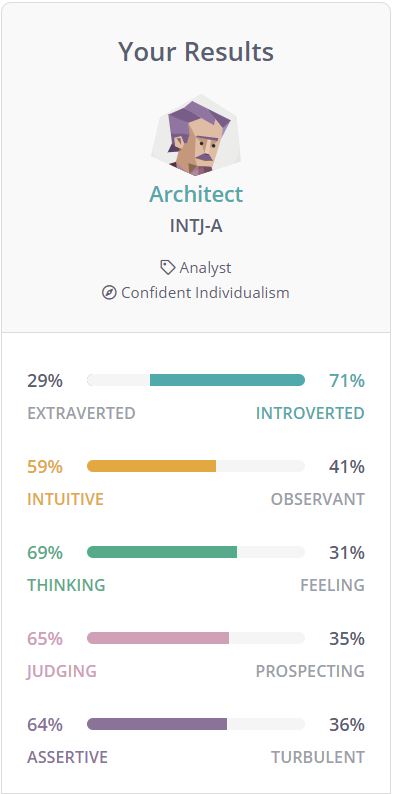 Your Results
Architect
INTJ-A
Analyst
Confident Individualism
29% 71%
EXTRAVERTED INTROVERTED
59% 41%
INTUITIVE OBSERVANT
69% 31%
THINKING FEELING
65% 35%
JUDGING PROSPECTING
64% 36%
ASSERTIVE TURBULENT